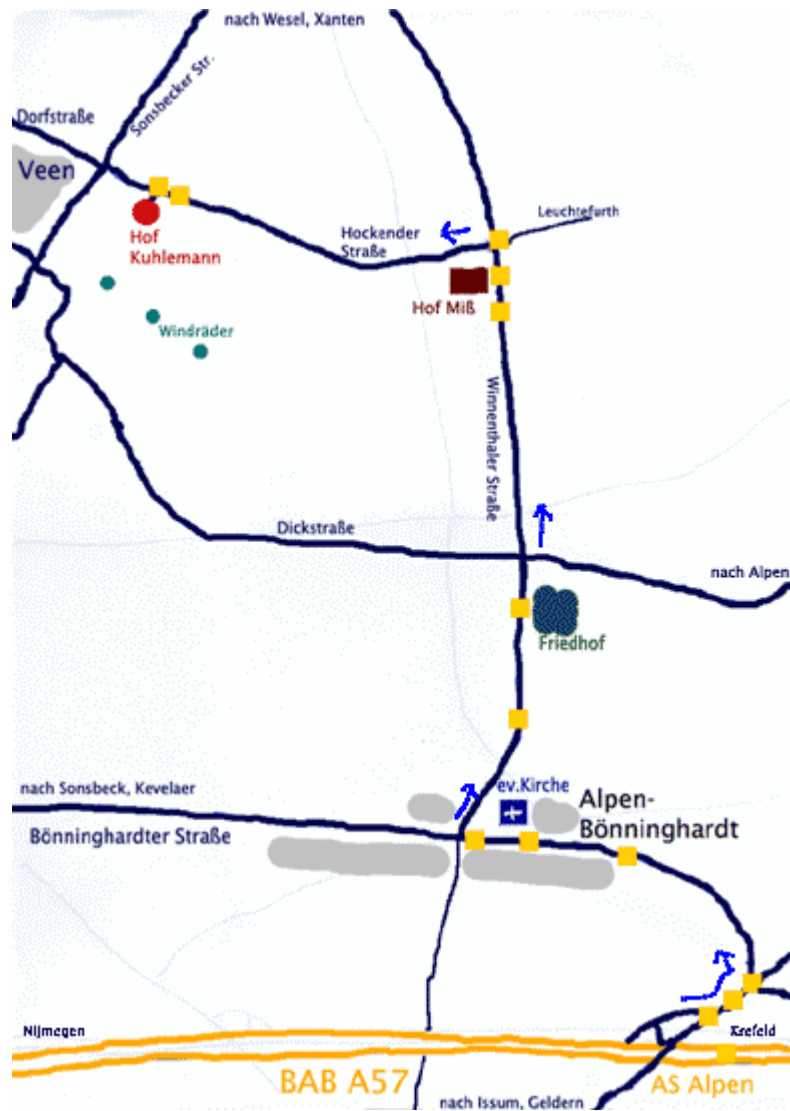 nach Wesel, Xanten
Sonsbecker Str.
Dorfstraße
Veen
Leuchtefurth
Hockender
Straße
Hof
Kuhlemann
Hof Miß
Windräder
Winnenthaler Straße
Dickstraße
nach Alpen
Friedhof
nach Sonsbeck, Kevelaer
ev.Kirche
Alpen-
Bönninghardt
Bönninghardter Straße
Nijmegen
Krefeld
BAB A57
AS Alpen
nach Issum, Geldern